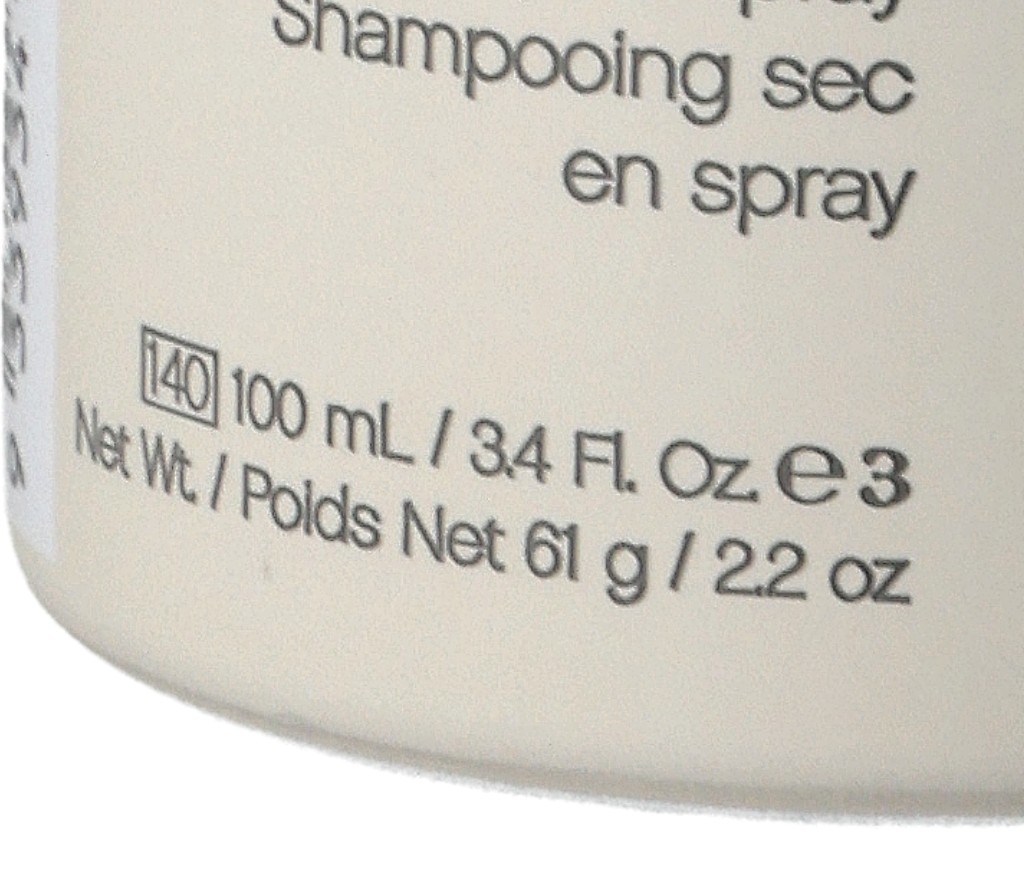 Shampooing sec
en spray
140 100 mL / 3.4 Fl. Oz. e 3
Net Wt. / Poids Net 61 g / 2.2 oz